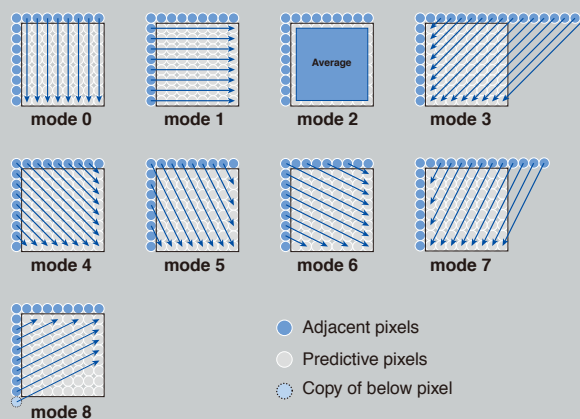 Average
mode 0
mode 1
mode 2
mode 3
mode 4
mode 5
mode 6
mode 7
mode 8
Adjacent pixels
Predictive pixels
Copy of below pixel